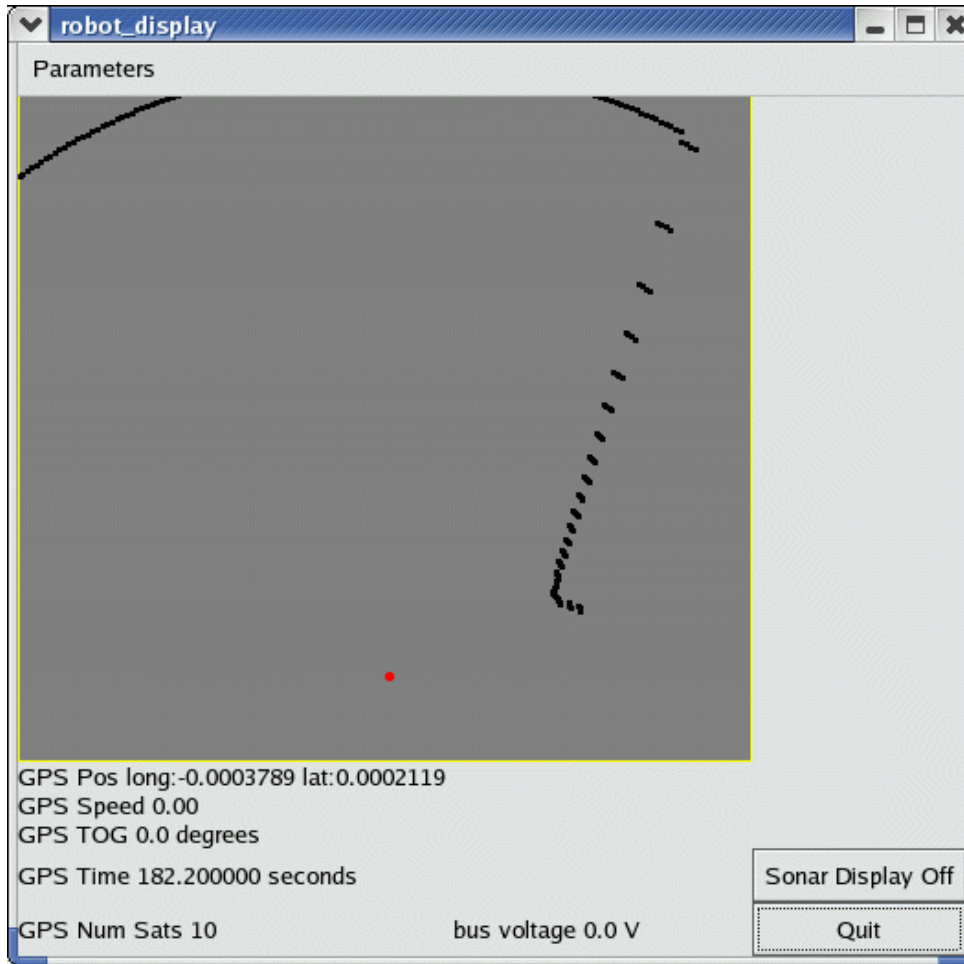 robot_display
Parameters
GPS Pos long:-0.0003789 lat:0.0002119
GPS Speed 0.00
GPS TOG 0.0 degrees
GPS Time 182.200000 seconds
Sonar Display Off
GPS Num Sats 10 bus voltage 0.0 V
Quit